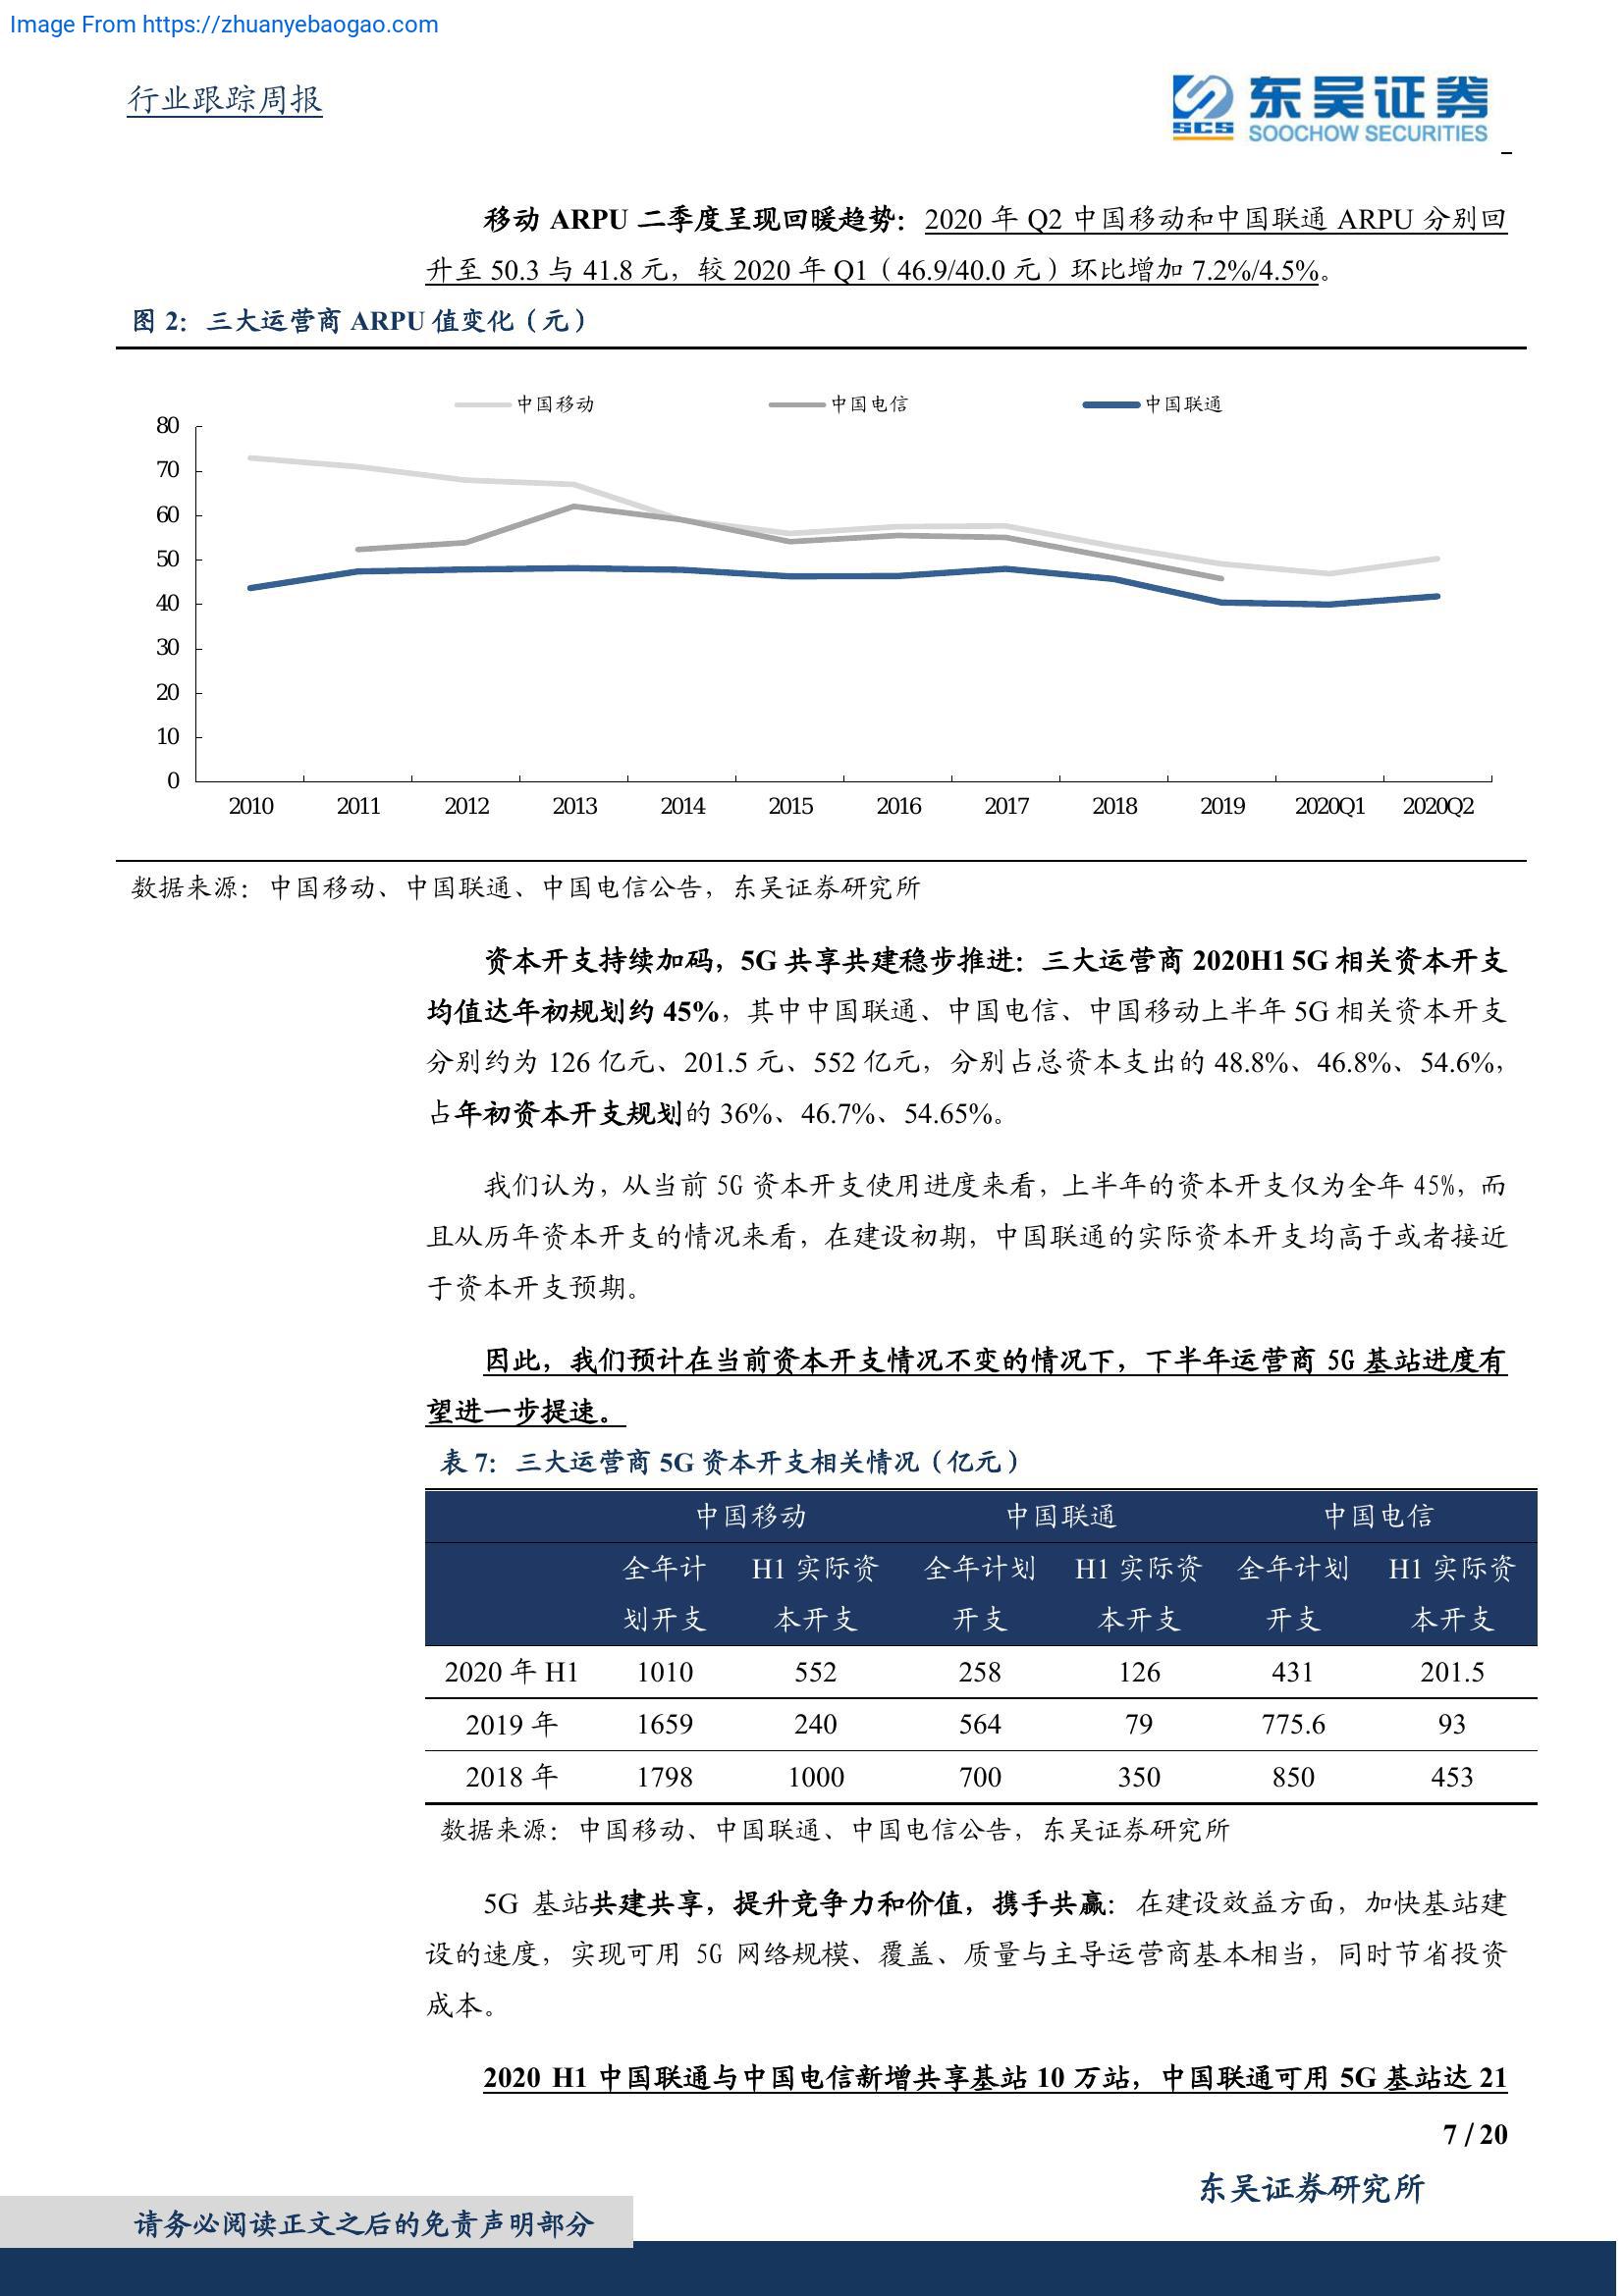 Image From https://zhuanyebaogao.com
行业跟踪周报
SCS 东吴证券
SOOCHOW SECURITIES
移动 ARPU 二季度呈现回暖趋势：2020 年 Q2 中国移动和中国联通 ARPU 分别回
升至 50.3 与 41.8 元，较 2020 年 Q1（46.9/40.0 元）环比增加 7.2%/4.5%。
图 2：三大运营商 ARPU 值变化（元）
中国移动 中国电信 中国联通
80
70
60
50
40
30
20
10
0
2010 2011 2012 2013 2014 2015 2016 2017 2018 2019 2020Q1 2020Q2
数据来源：中国移动、中国联通、中国电信公告，东吴证券研究所
资本开支持续加码，5G 共享共建稳步推进：三大运营商 2020H1 5G 相关资本开支
均值达年初规划约 45%，其中中国联通、中国电信、中国移动上半年 5G 相关资本开支
分别约为 126 亿元、201.5 元、552 亿元，分别占总资本支出的 48.8%、46.8%、54.6%，
占年初资本开支规划的 36%、46.7%、54.65%。
我们认为，从当前 5G 资本开支使用进度来看，上半年的资本开支仅为全年 45%，而
且从历年资本开支的情况来看，在建设初期，中国联通的实际资本开支均高于或者接近
于资本开支预期。
因此，我们预计在当前资本开支情况不变的情况下，下半年运营商 5G 基站进度有
望进一步提速。
表 7：三大运营商 5G 资本开支相关情况（亿元）
中国移动 中国联通 中国电信
全年计 H1 实际资 全年计划 H1 实际资 全年计划 H1 实际资
划开支 本开支 开支 本开支 开支 本开支
2020 年 H1 1010 552 258 126 431 201.5
2019 年 1659 240 564 79 775.6 93
2018 年 1798 1000 700 350 850 453
数据来源：中国移动、中国联通、中国电信公告，东吴证券研究所
5G 基站共建共享，提升竞争力和价值，携手共赢：在建设效益方面，加快基站建
设的速度，实现可用 5G 网络规模、覆盖、质量与主导运营商基本相当，同时节省投资
成本。
2020 H1 中国联通与中国电信新增共享基站 10 万站，中国联通可用 5G 基站达 21
7 / 20
东吴证券研究所
请务必阅读正文之后的免责声明部分